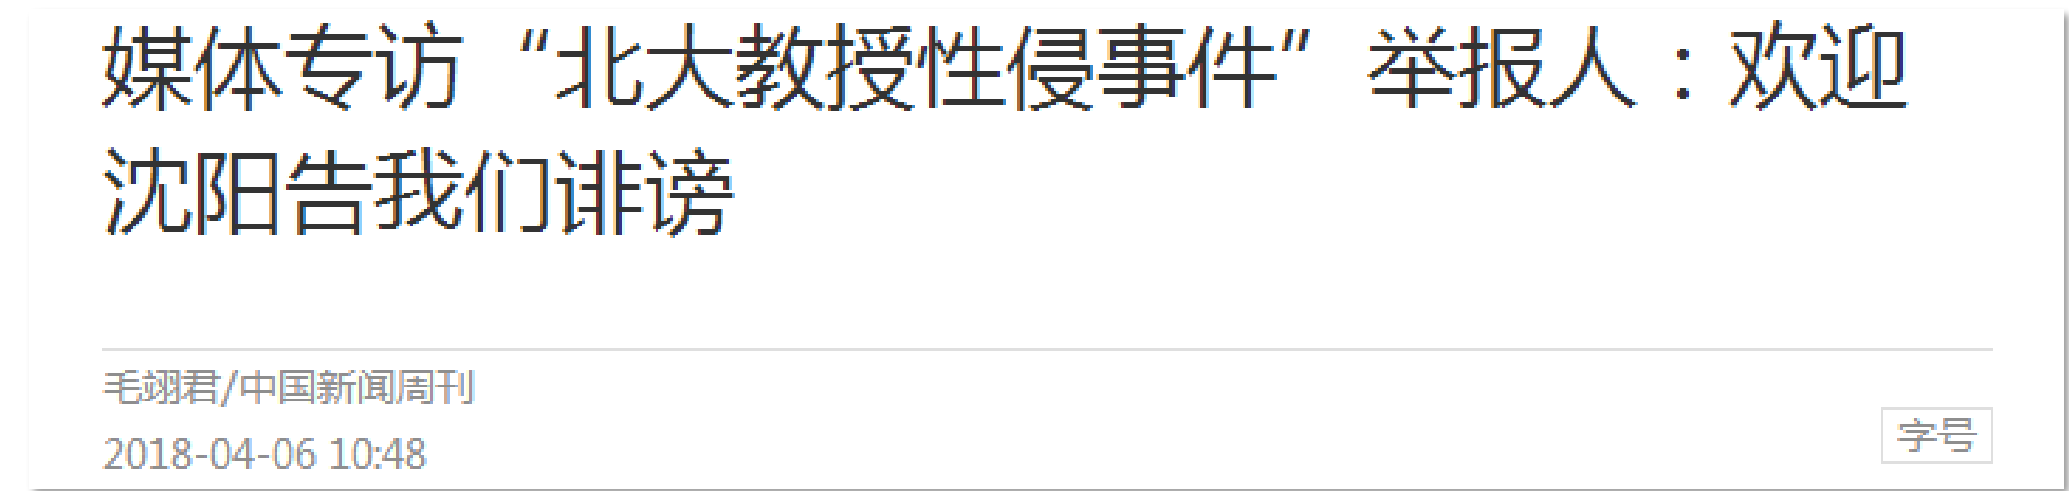 媒体专访“北大教授性侵事件”举报人：欢迎
沈阳告我们诽谤
毛翊君/中国新闻周刊
2018-04-06 10:48
字号